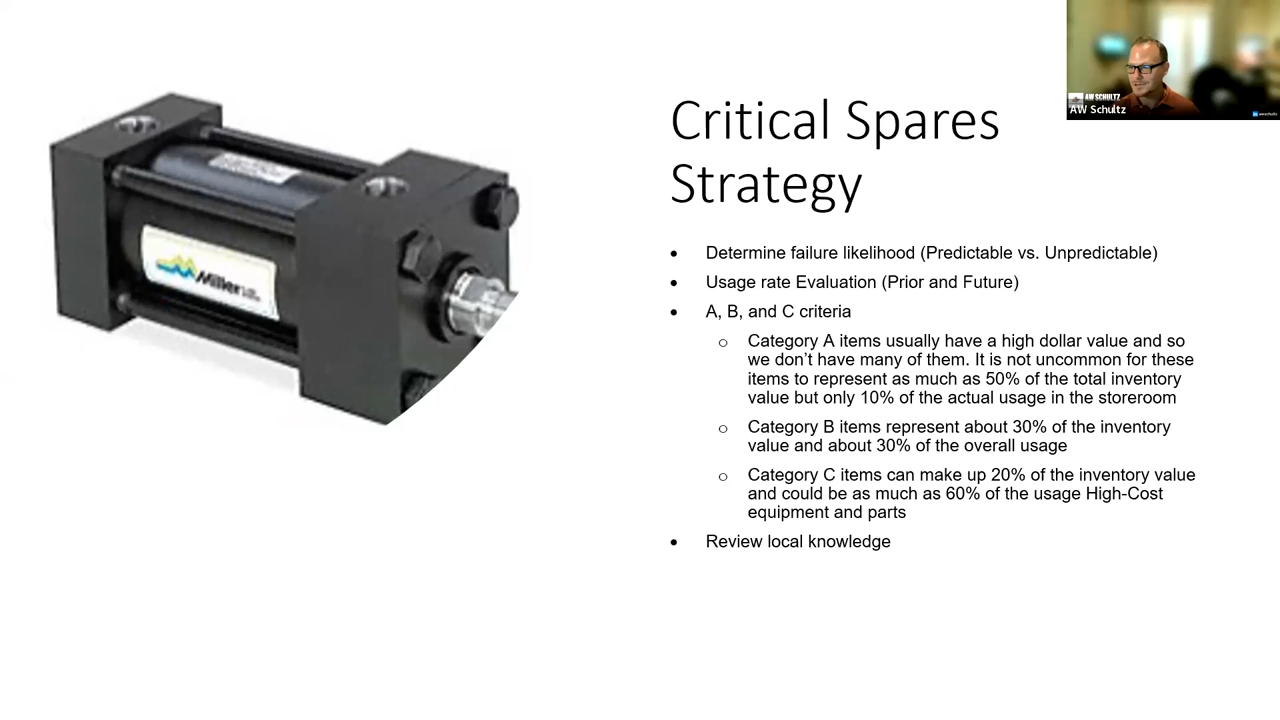 Critical Spares
Strategy
• Determine failure likelihood (Predictable vs. Unpredictable)
• Usage rate Evaluation (Prior and Future)
• A, B, and C criteria
o Category A items usually have a high dollar value and so
we don’t have many of them. It is not uncommon for these
items to represent as much as 50% of the total inventory
value but only 10% of the actual usage in the storeroom
o Category B items represent about 30% of the inventory
value and about 30% of the overall usage
o Category C items can make up 20% of the inventory value
and could be as much as 60% of the usage High-Cost
equipment and parts
• Review local knowledge
Miller
AW SCHULTZ
AW Schultz